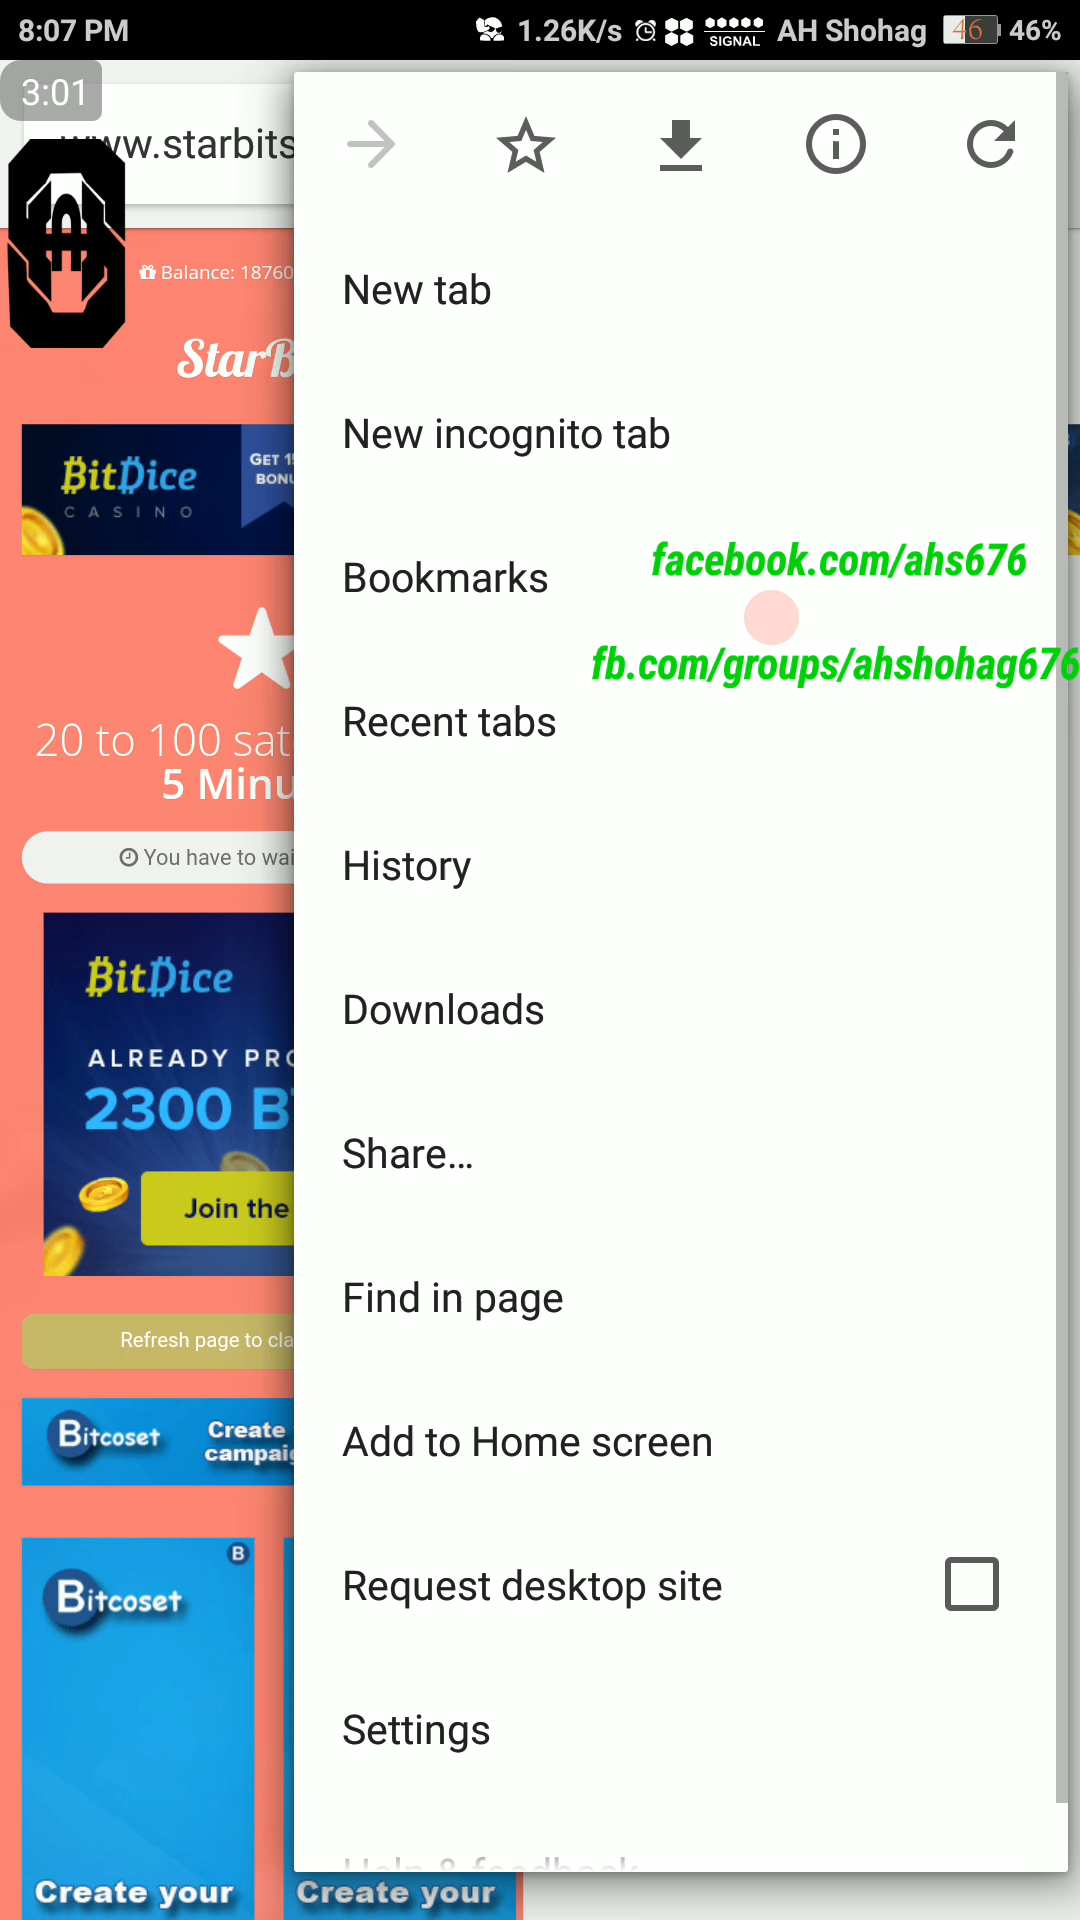 8:07 PM 1.26K/s SIGNAL AH Shohag 46 46%
3:01
www.starbits
Balance: 18760
StarB
BitDice
CASINO
GET 1
BONU
20 to 100 sat
5 Minu
You have to wai
BitDice
ALREADY PRO
2300 B
Join the
Refresh page to cla
Bitcoset
Create
campaig
B
Bitcoset
Create your
Create your
New tab
New incognito tab
Bookmarks
facebook.com/ahs676
fb.com/groups/ahshohag676
Recent tabs
History
Downloads
Share...
Find in page
Add to Home screen
Request desktop site
Settings
Help & feedback